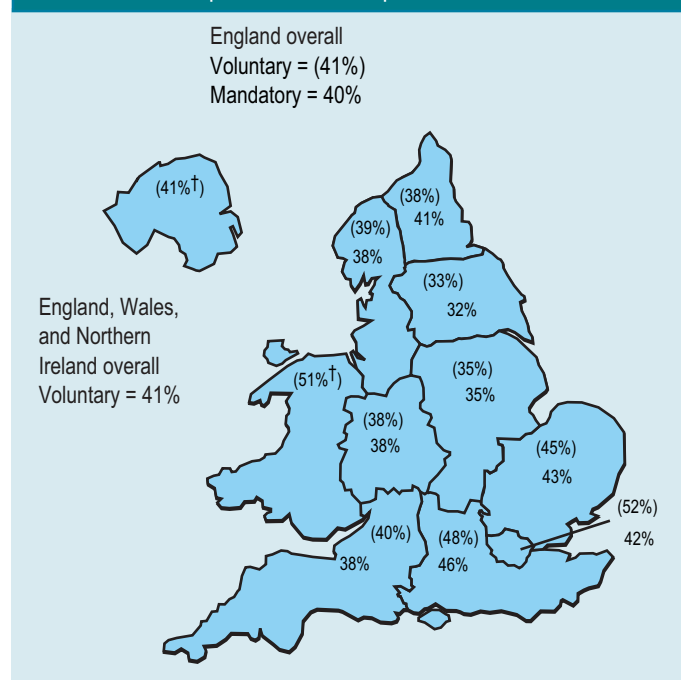 England overall
Voluntary = (41%)
Mandatory = 40%
(41%†)
(38%)
41%
(39%)
38%
(33%)
32%
England, Wales,
and Northern
Ireland overall
Voluntary = 41%
(51%†)
(35%)
35%
(38%)
38%
(45%)
43%
(52%)
42%
(40%)
38%
(48%)
46%